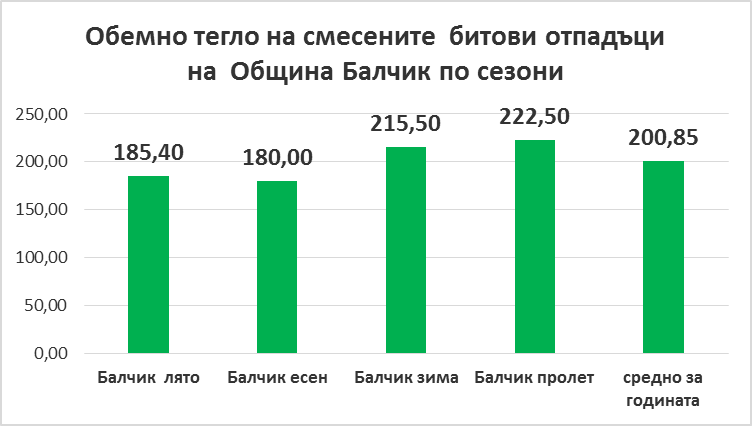 Обемно тегло на смесените  битови отпадъци
на  Община Балчик по сезони
250,00
200,00
150,00
100,00
50,00
0,00
185,40
180,00
215,50
222,50
200,85
Балчик  лято
Балчик есен
Балчик зима
Балчик пролет
средно за
годината